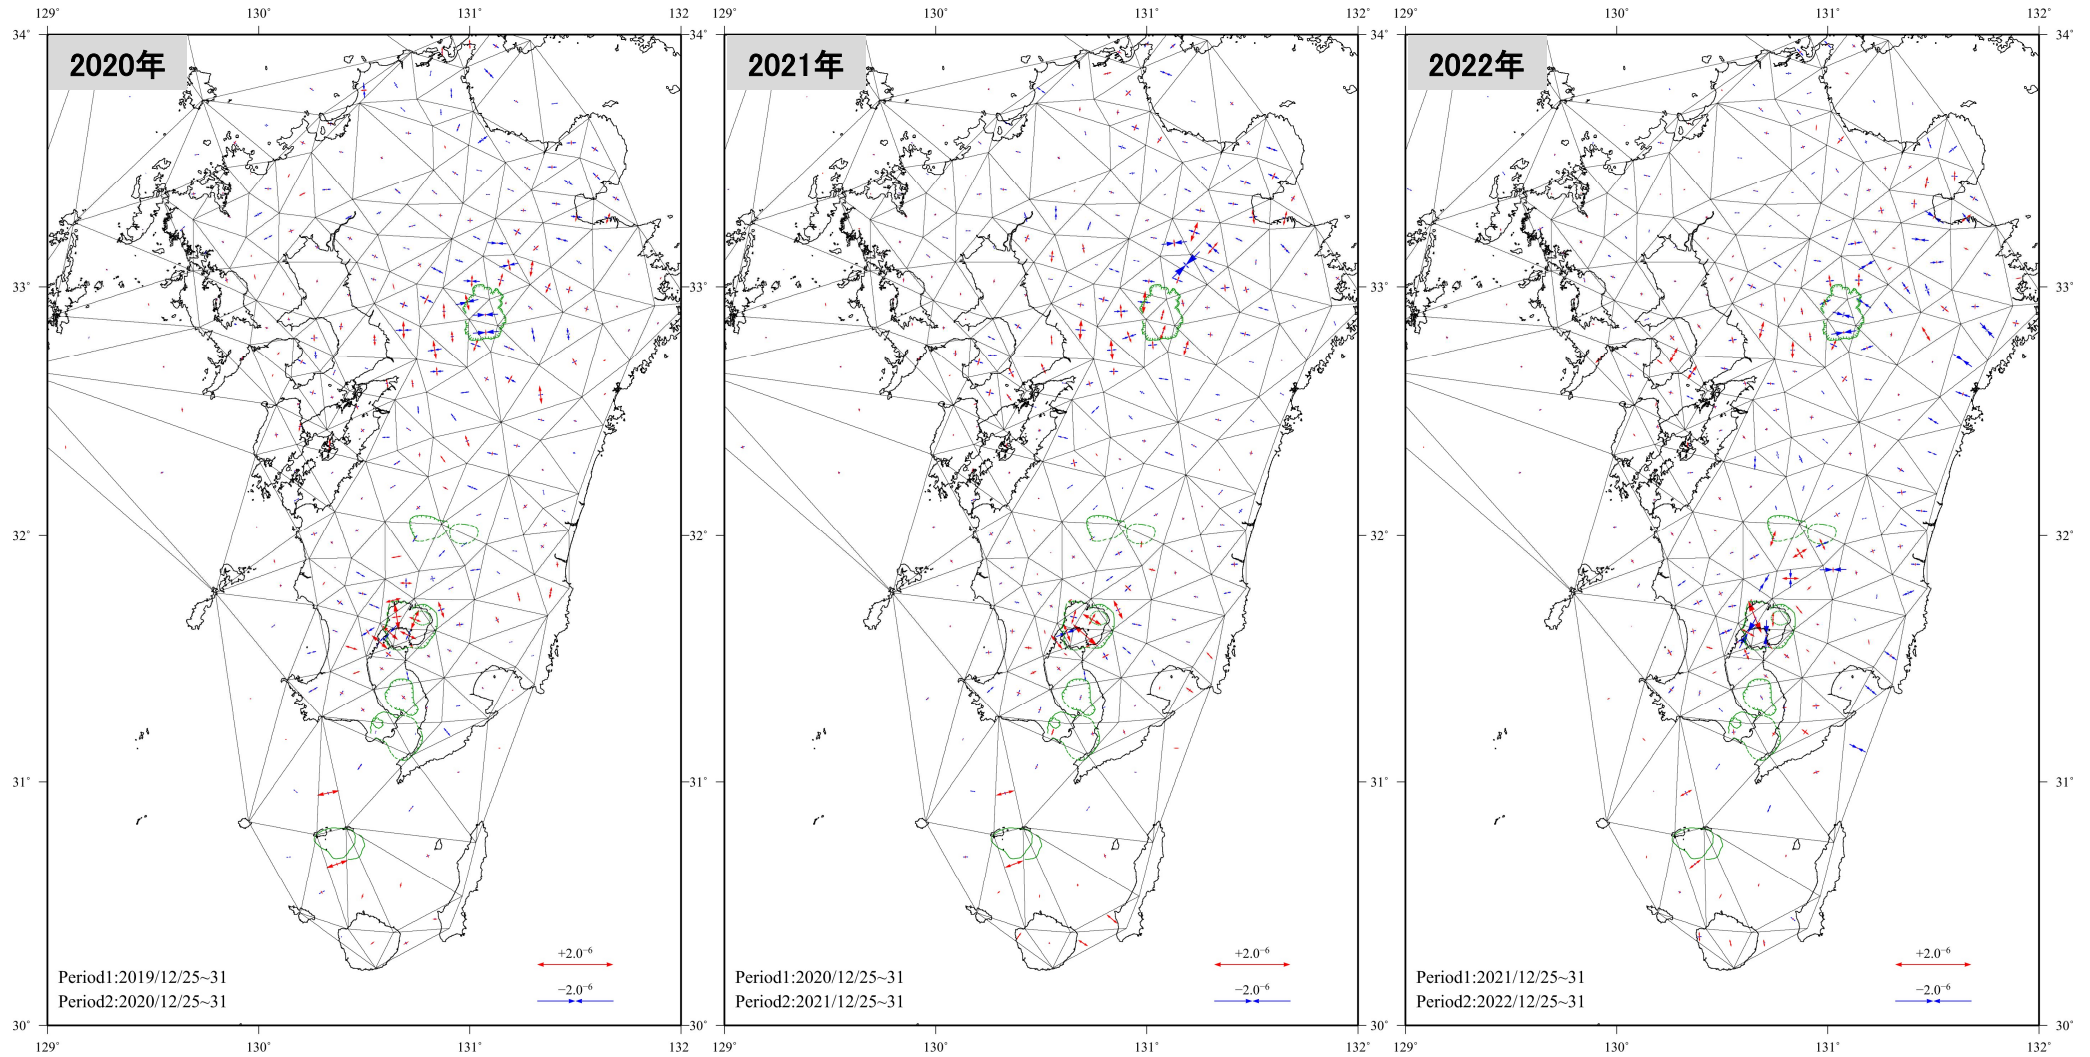 129˚ 130˚ 131˚ 132˚
34˚ 34˚
2020年
33˚ 33˚
32˚ 32˚
31˚ 31˚
+2.0⁻⁶
Period1:2019/12/25~31
−2.0⁻⁶
Period2:2020/12/25~31
30˚ 30˚
129˚ 130˚ 131˚ 132˚
130˚ 131˚ 132˚
34˚
2021年
33˚
32˚
31˚
+2.0⁻⁶
Period1:2020/12/25~31
−2.0⁻⁶
Period2:2021/12/25~31
30˚
129˚ 130˚ 131˚ 132˚
129˚ 130˚ 131˚ 132˚
34˚
2022年
33˚
32˚
31˚
+2.0⁻⁶
Period1:2021/12/25~31
−2.0⁻⁶
Period2:2022/12/25~31
30˚
129˚ 130˚ 131˚ 132˚